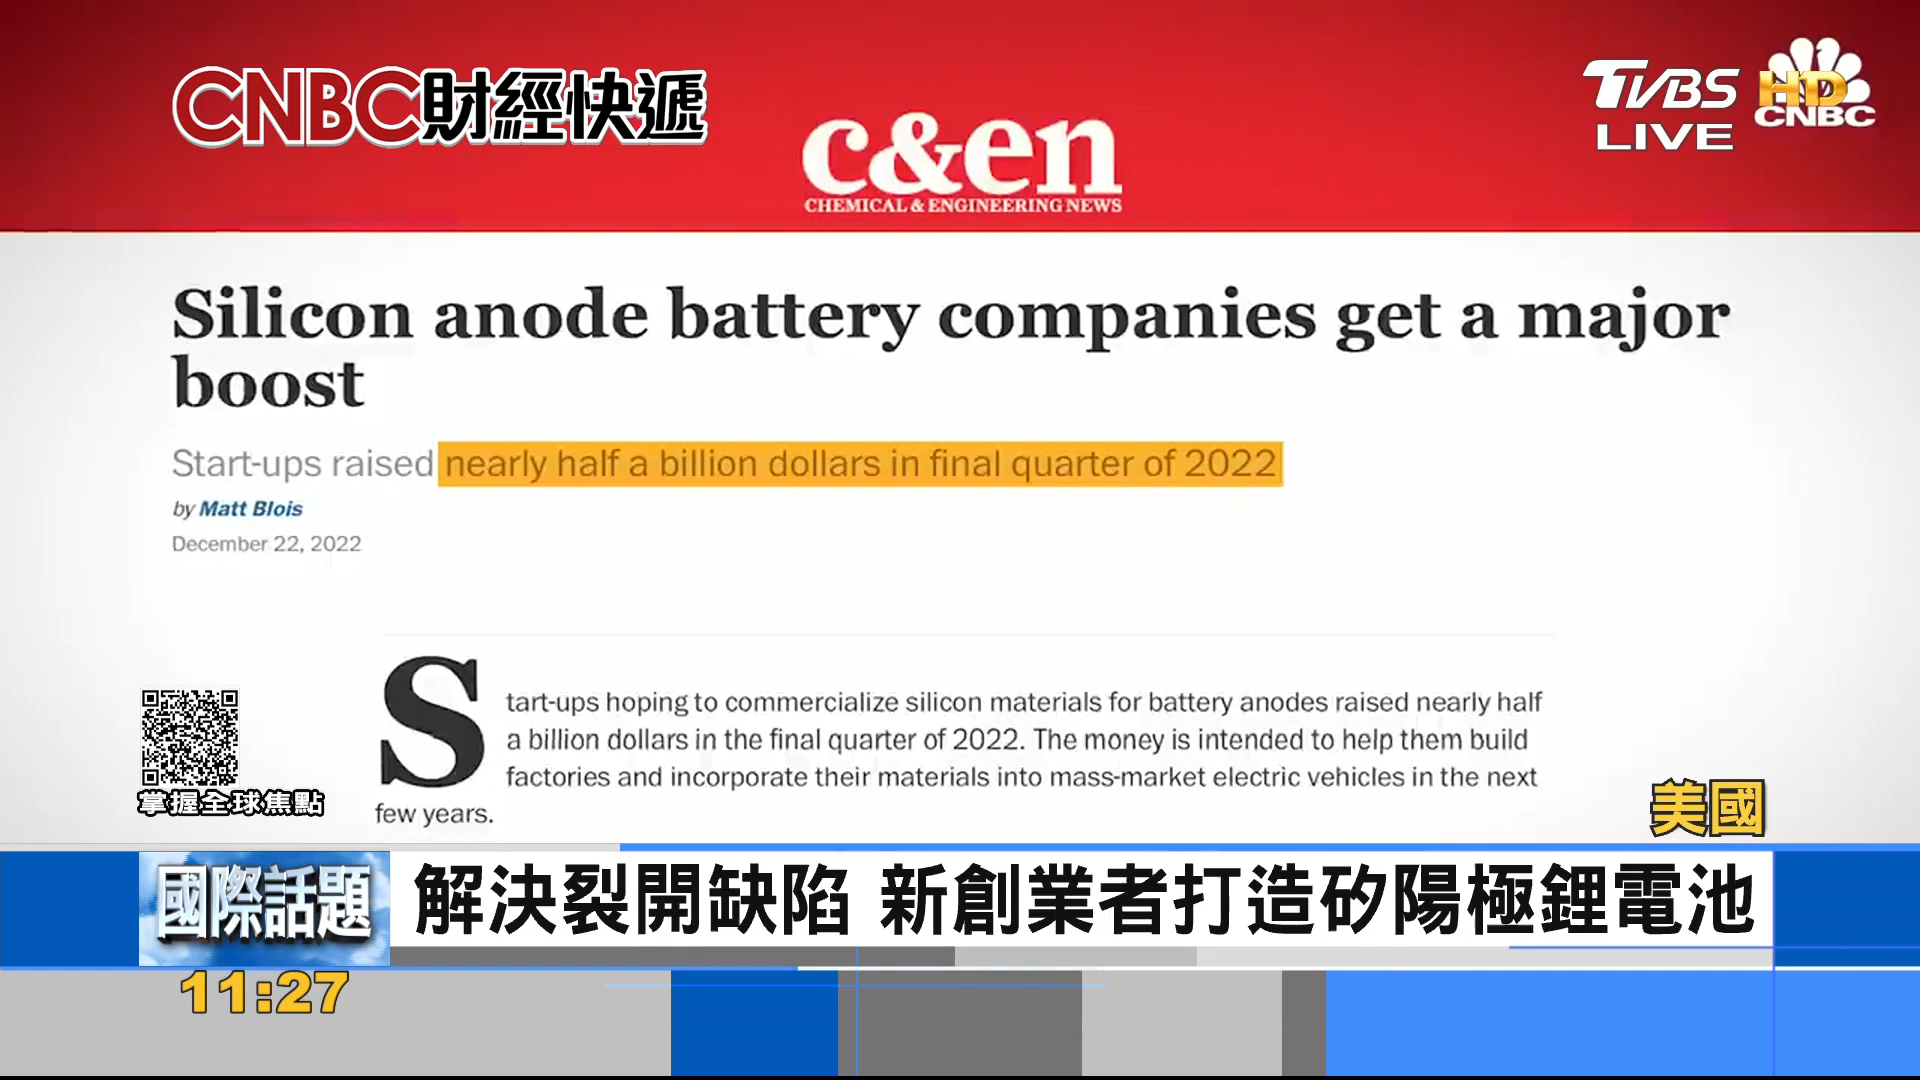 CNBC財經快遞
c&en
CHEMICAL & ENGINEERING NEWS
TVBS
LIVE
HD
CNBC
Silicon anode battery companies get a major
boost
Start-ups raised nearly half a billion dollars in final quarter of 2022
by Matt Blois
December 22, 2022
Start-ups hoping to commercialize silicon materials for battery anodes raised nearly half
a billion dollars in the final quarter of 2022. The money is intended to help them build
factories and incorporate their materials into mass-market electric vehicles in the next
few years.
掌握全球焦點
美國
國際話題
解決裂開缺陷 新創業者打造矽陽極鋰電池
11:27